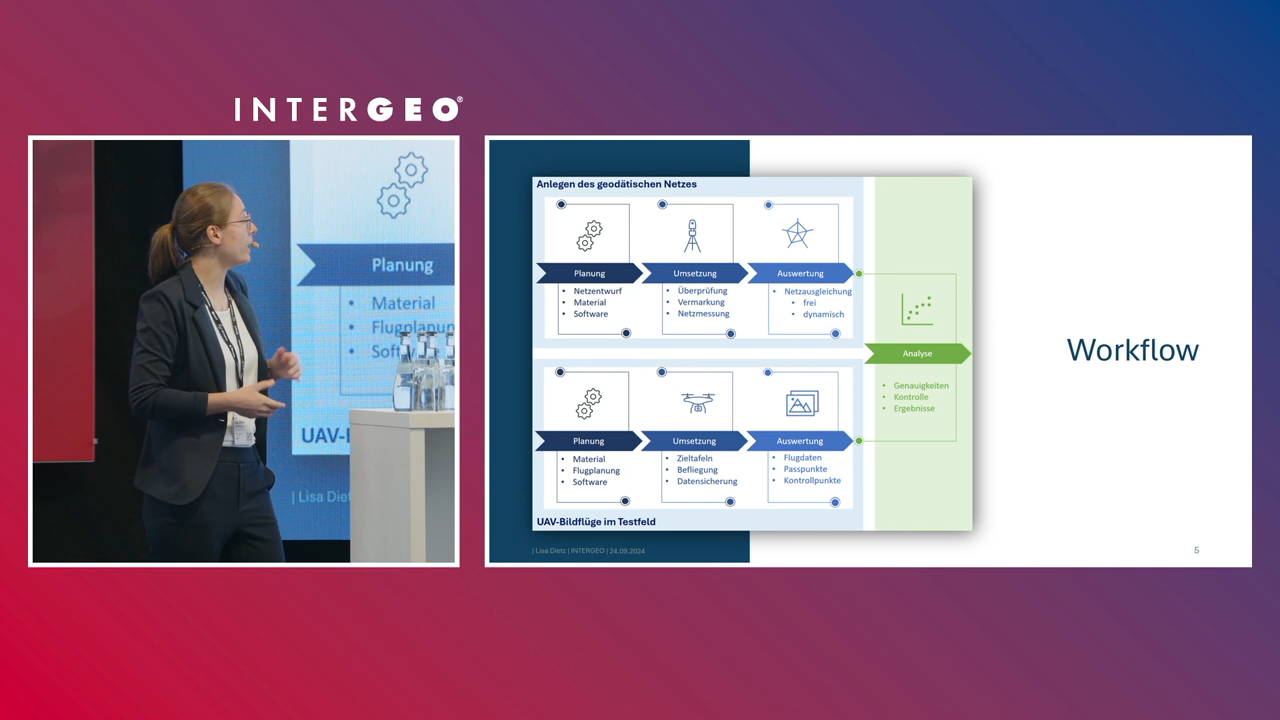 INTERGEO®
Planung
• Material
• Flugplanun
• Soft
UAV-
| Lisa Diet
Anlegen des geodätischen Netzes
Planung
• Netzentwurf
• Material
• Software
Umsetzung
• Überprüfung
• Vermarkung
• Netzmessung
Auswertung
• Netzausgleichung
• frei
• dynamisch
Planung
• Material
• Flugplanung
• Software
Umsetzung
• Zieltafeln
• Befliegung
• Datensicherung
Auswertung
• Flugdaten
• Passpunkte
• Kontrollpunkte
UAV-Bildflüge im Testfeld
Analyse
• Genauigkeiten
• Kontrolle
• Ergebnisse
Workflow
| Lisa Dietz | INTERGEO | 24.09.2024
5